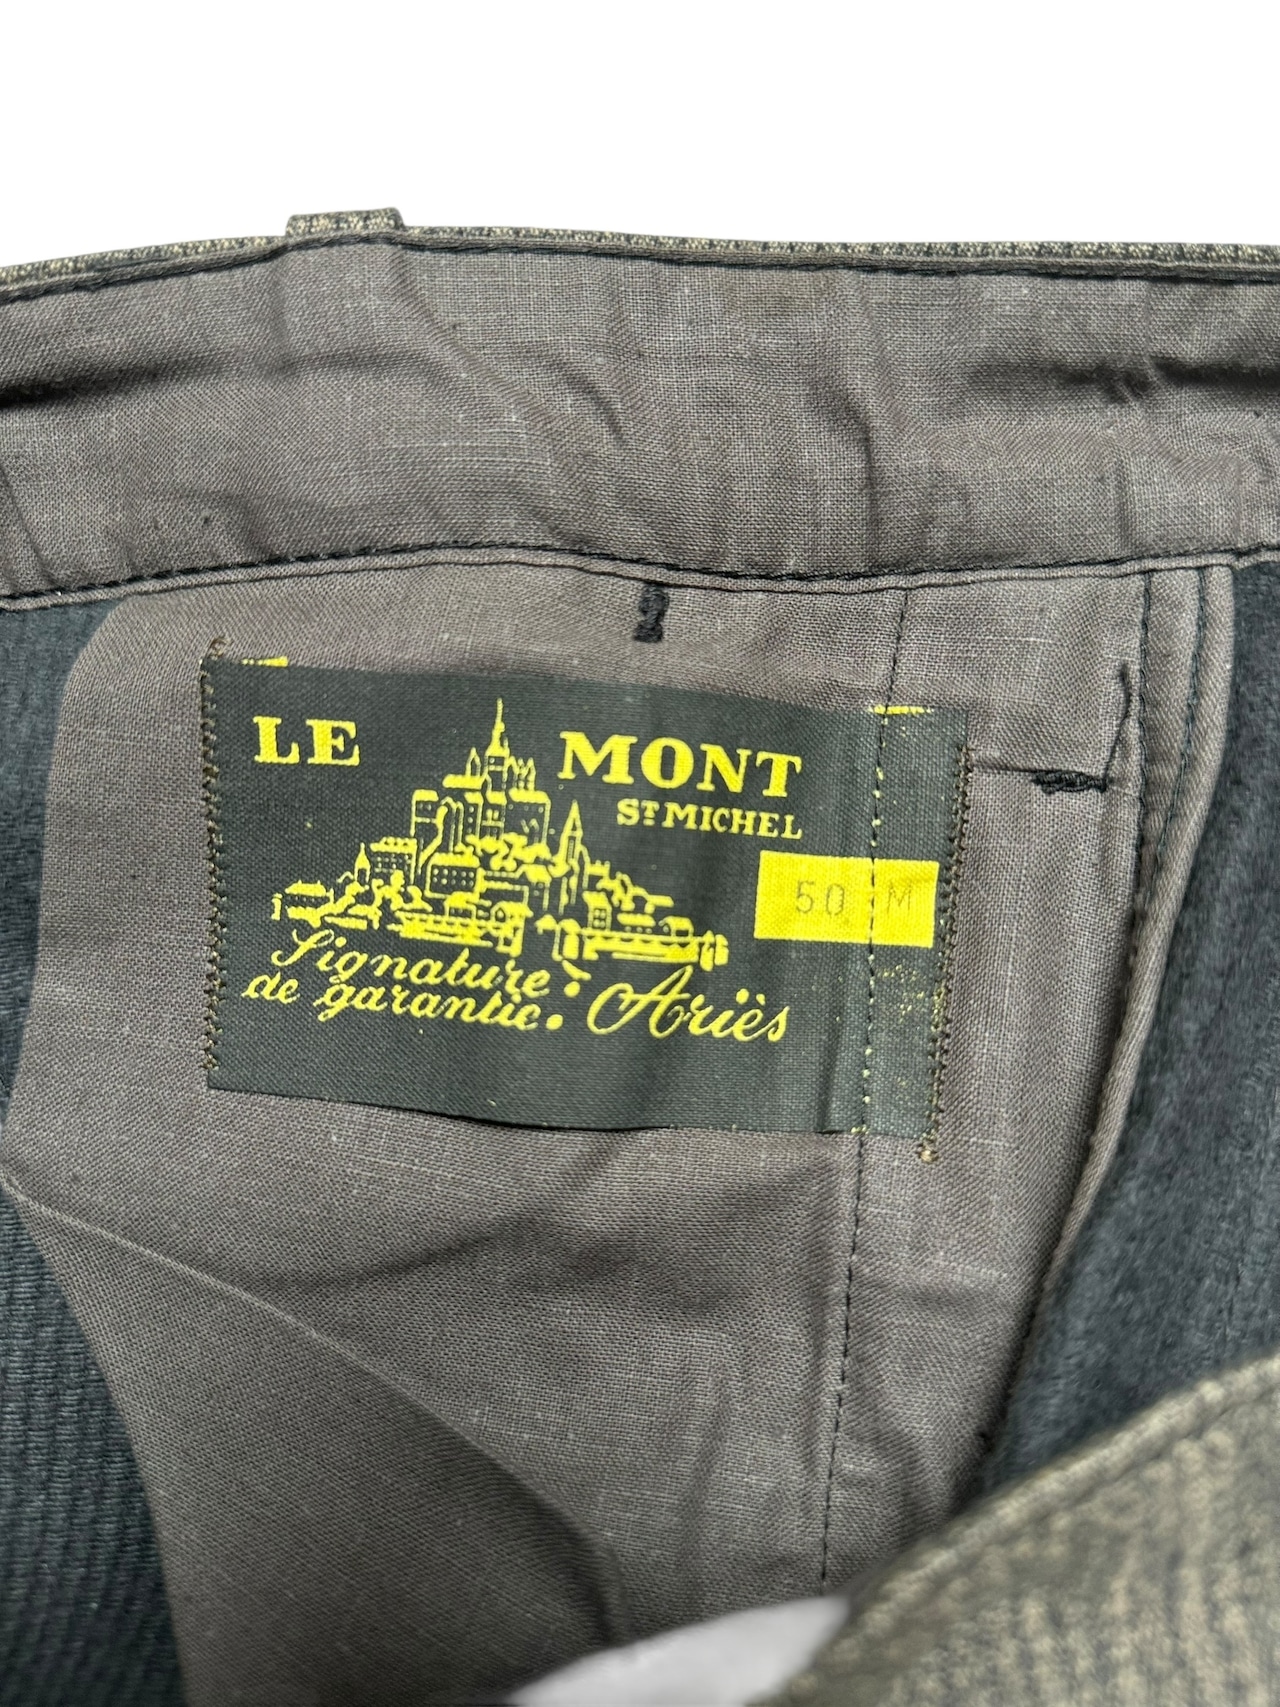 LE MONT
ST MICHEL
50 M
Signature
de garantie : Ariès